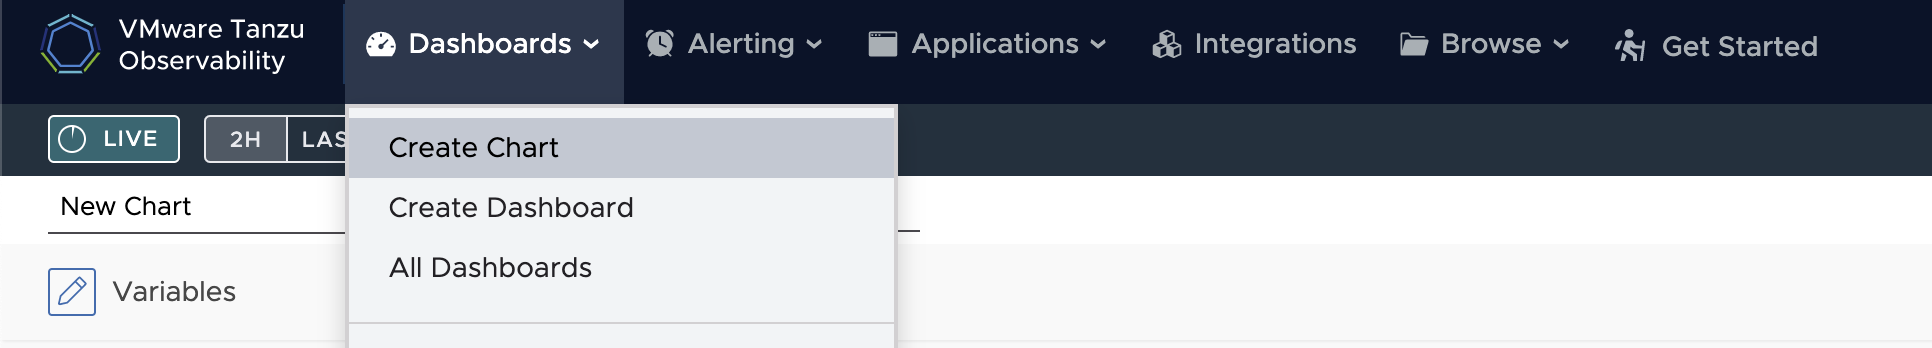 VMware Tanzu
Observability
Dashboards
Alerting
Applications
Integrations
Browse
Get Started
LIVE
2H
LAS
Create Chart
Create Dashboard
All Dashboards
New Chart
Variables